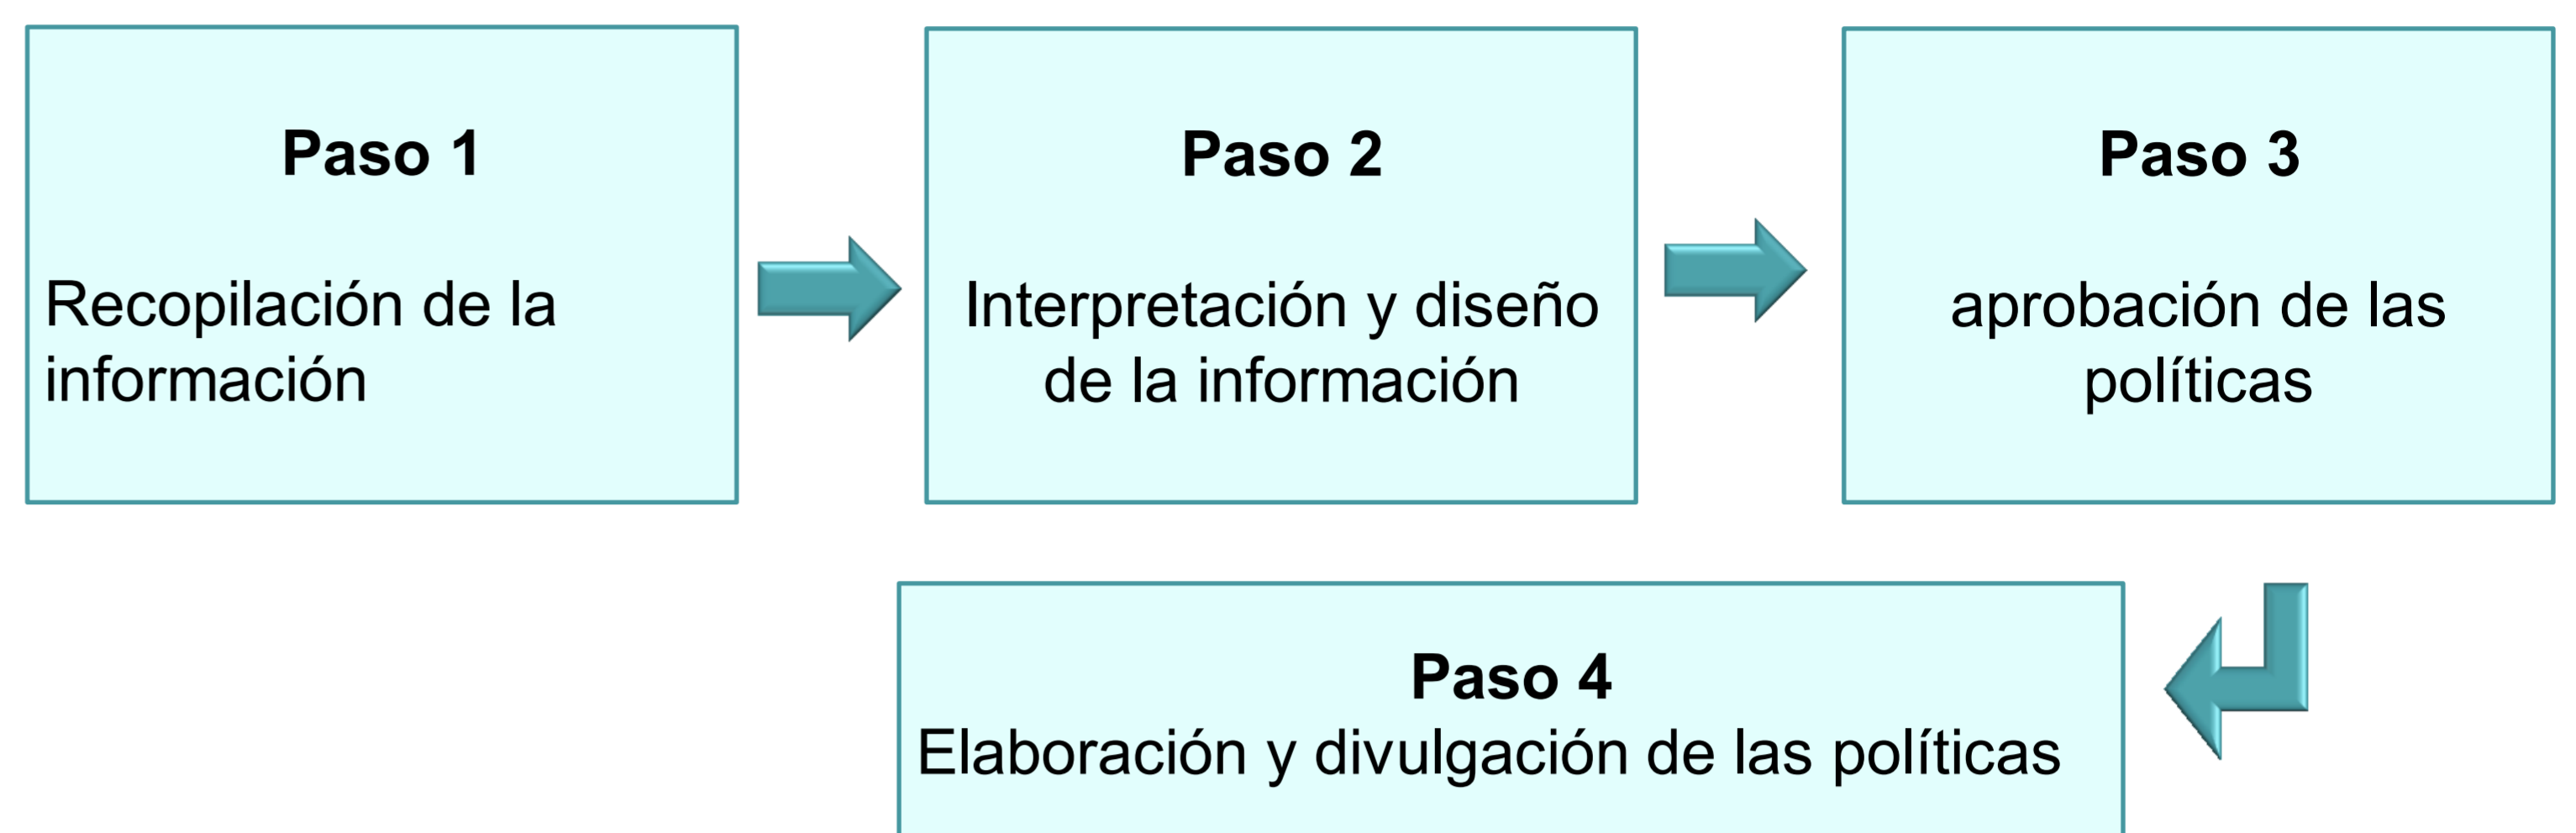 Paso 1
Recopilación de la
información
Paso 2
Interpretación y diseño
de la información
Paso 3
aprobación de las
políticas
Paso 4
Elaboración y divulgación de las políticas